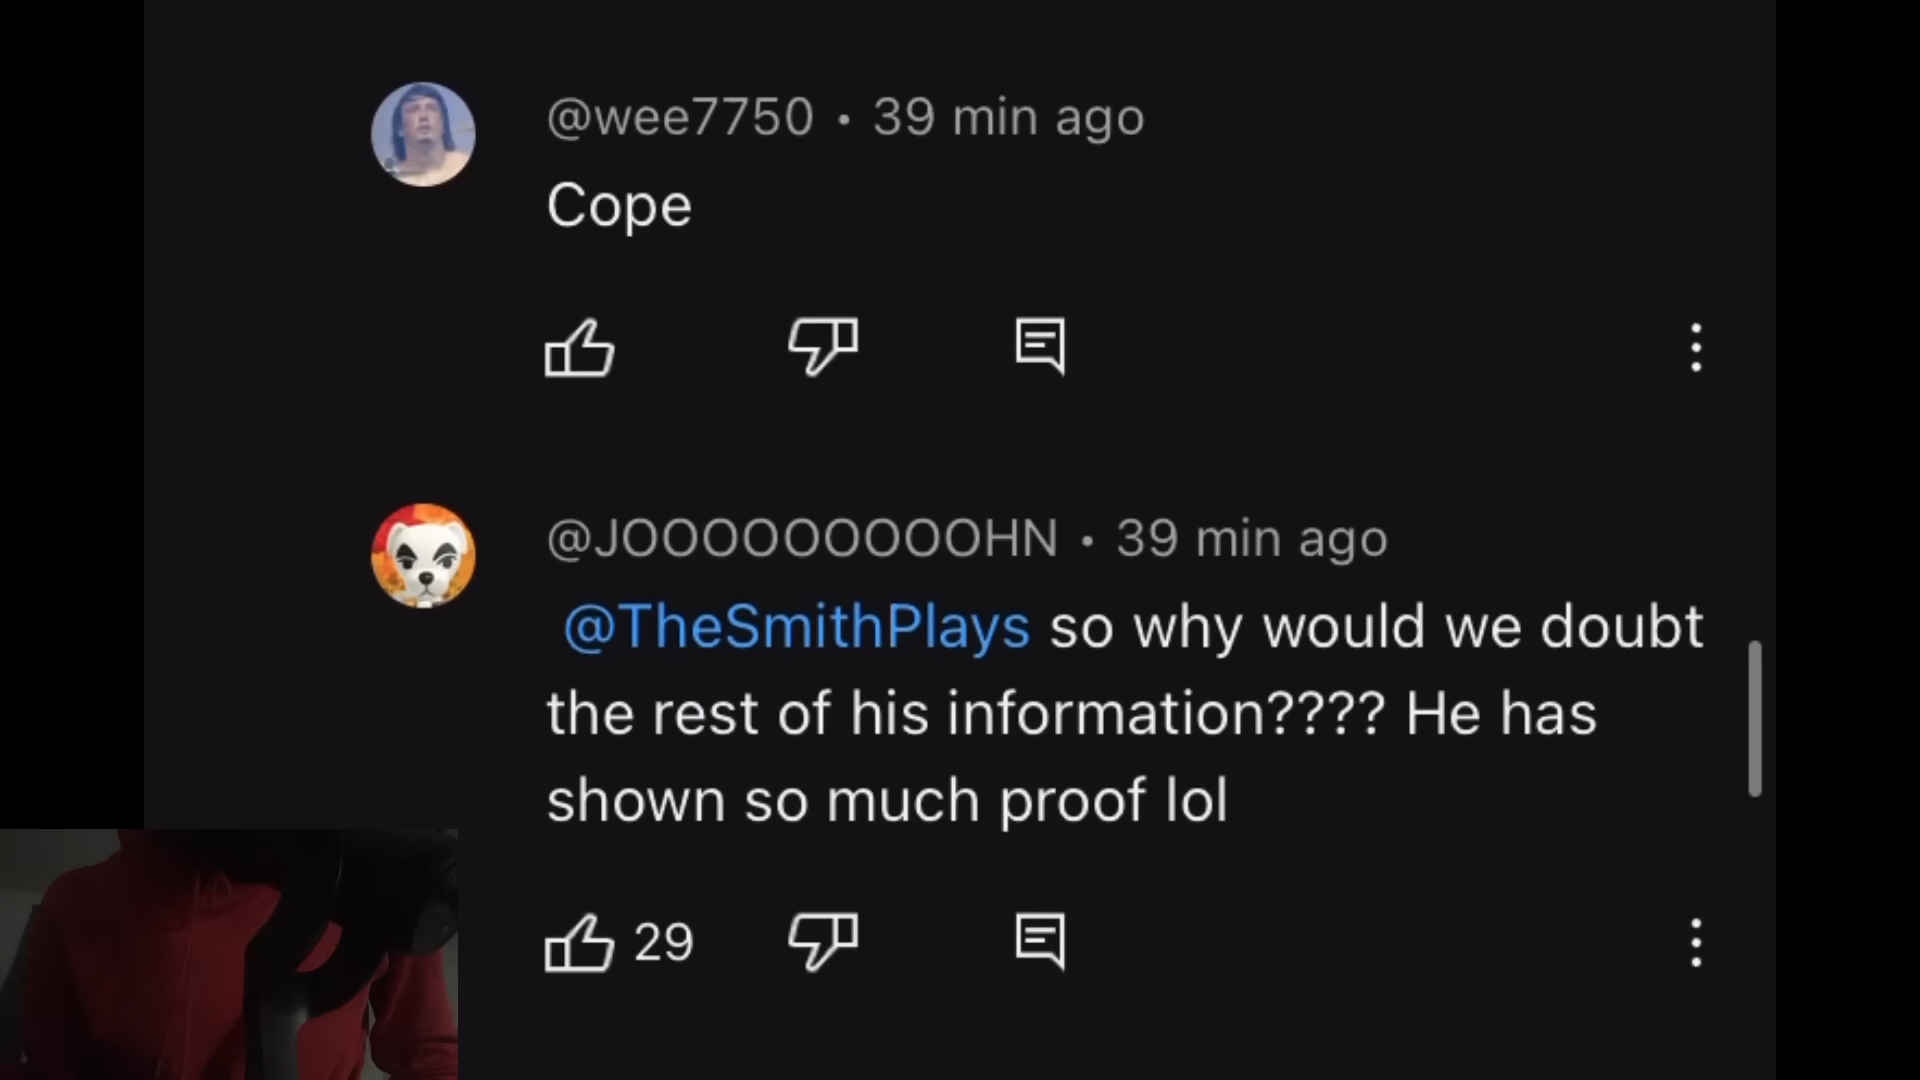 @wee7750 • 39 min ago
Cope
@JOOOOOOOOOHN • 39 min ago
@TheSmithPlays so why would we doubt
the rest of his information???? He has
shown so much proof lol
29